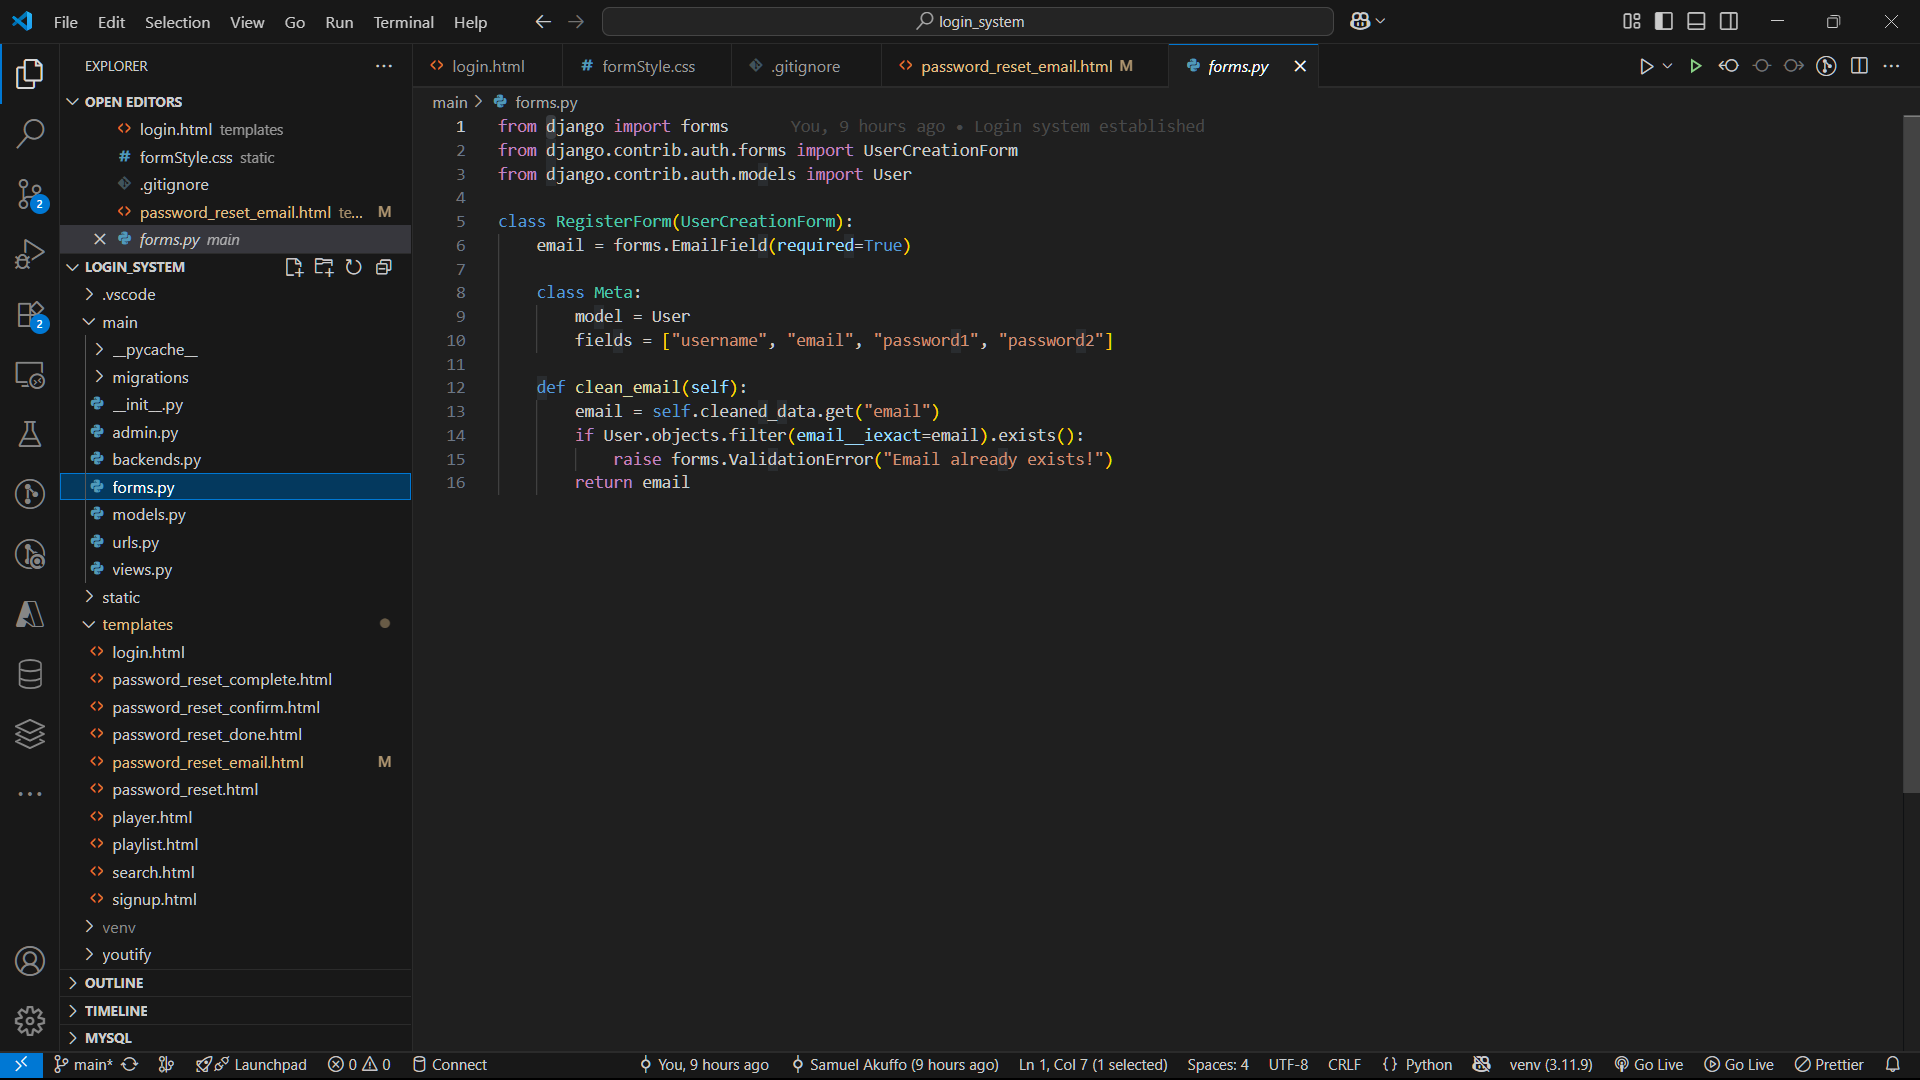 File Edit Selection View Go Run Terminal Help
login_system
EXPLORER
login.html
formStyle.css
.gitignore
password_reset_email.html M
forms.py
OPEN EDITORS
login.html templates
formStyle.css static
.gitignore
password_reset_email.html te... M
forms.py main
LOGIN_SYSTEM
.vscode
main
__pycache__
migrations
__init__.py
admin.py
backends.py
forms.py
models.py
urls.py
views.py
static
templates
login.html
password_reset_complete.html
password_reset_confirm.html
password_reset_done.html
password_reset_email.html M
password_reset.html
player.html
playlist.html
search.html
signup.html
venv
youtify
OUTLINE
TIMELINE
MYSQL
2
2
main > forms.py
1 from django import forms You, 9 hours ago • Login system established
2 from django.contrib.auth.forms import UserCreationForm
3 from django.contrib.auth.models import User
4
5 class RegisterForm(UserCreationForm):
6 email = forms.EmailField(required=True)
7
8 class Meta:
9 model = User
10 fields = ["username", "email", "password1", "password2"]
11
12 def clean_email(self):
13 email = self.cleaned_data.get("email")
14 if User.objects.filter(email__iexact=email).exists():
15 raise forms.ValidationError("Email already exists!")
16 return email
main* Launchpad 0 0 Connect You, 9 hours ago Samuel Akuffo (9 hours ago) Ln 1, Col 7 (1 selected) Spaces: 4 UTF-8 CRLF {} Python venv (3.11.9) Go Live Go Live Prettier